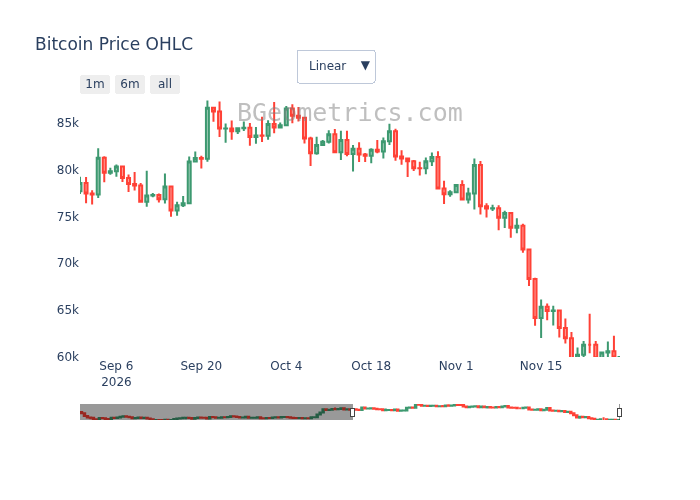 Bitcoin Price OHLC
Linear ▼
1m 6m all
BGeometrics.com
85k
80k
75k
70k
65k
60k
Sep 6 Sep 20 Oct 4 Oct 18 Nov 1 Nov 15
2026